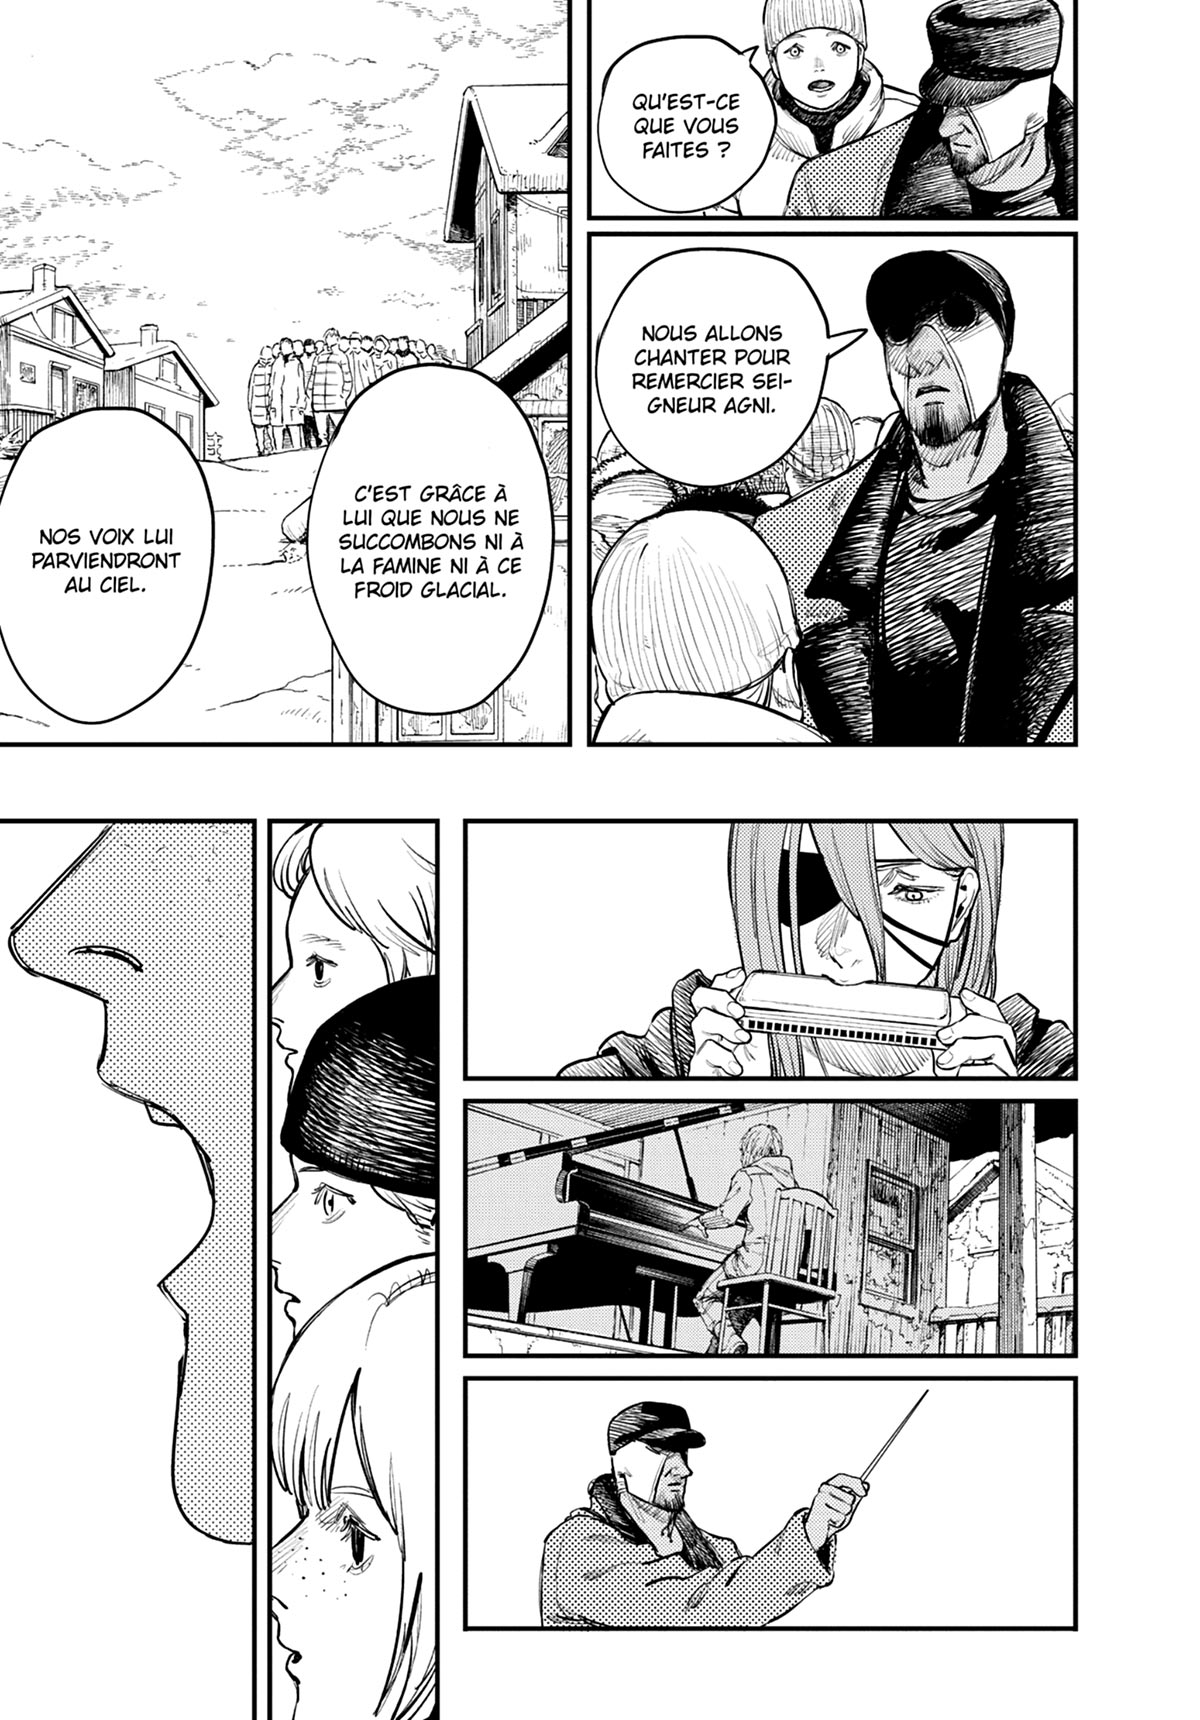 QU'EST-CE
QUE VOUS
FAITES ?
NOUS ALLONS
CHANTER POUR
REMERCIER SEI-
GNEUR AGNI.
C'EST GRÂCE À
LUI QUE NOUS NE
SUCCOMBONS NI À
LA FAMINE NI À CE
FROID GLACIAL.
NOS VOIX LUI
PARVIENDRONT
AU CIEL.